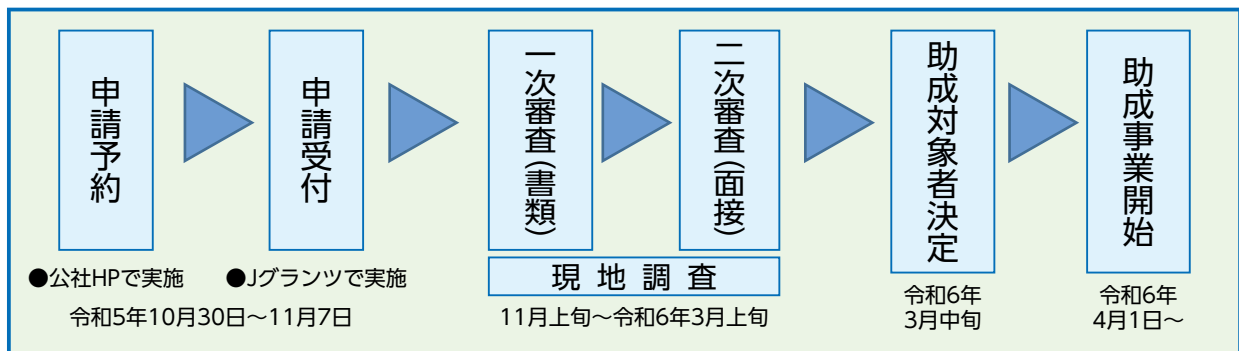 申請予約
申請受付
一次審査(書類)
二次審査(面接)
助成対象者決定
助成事業開始
●公社HPで実施
●Jグランツで実施
現地調査
令和5年10月30日～11月7日
11月上旬～令和6年3月上旬
令和6年
3月中旬
令和6年
4月1日～